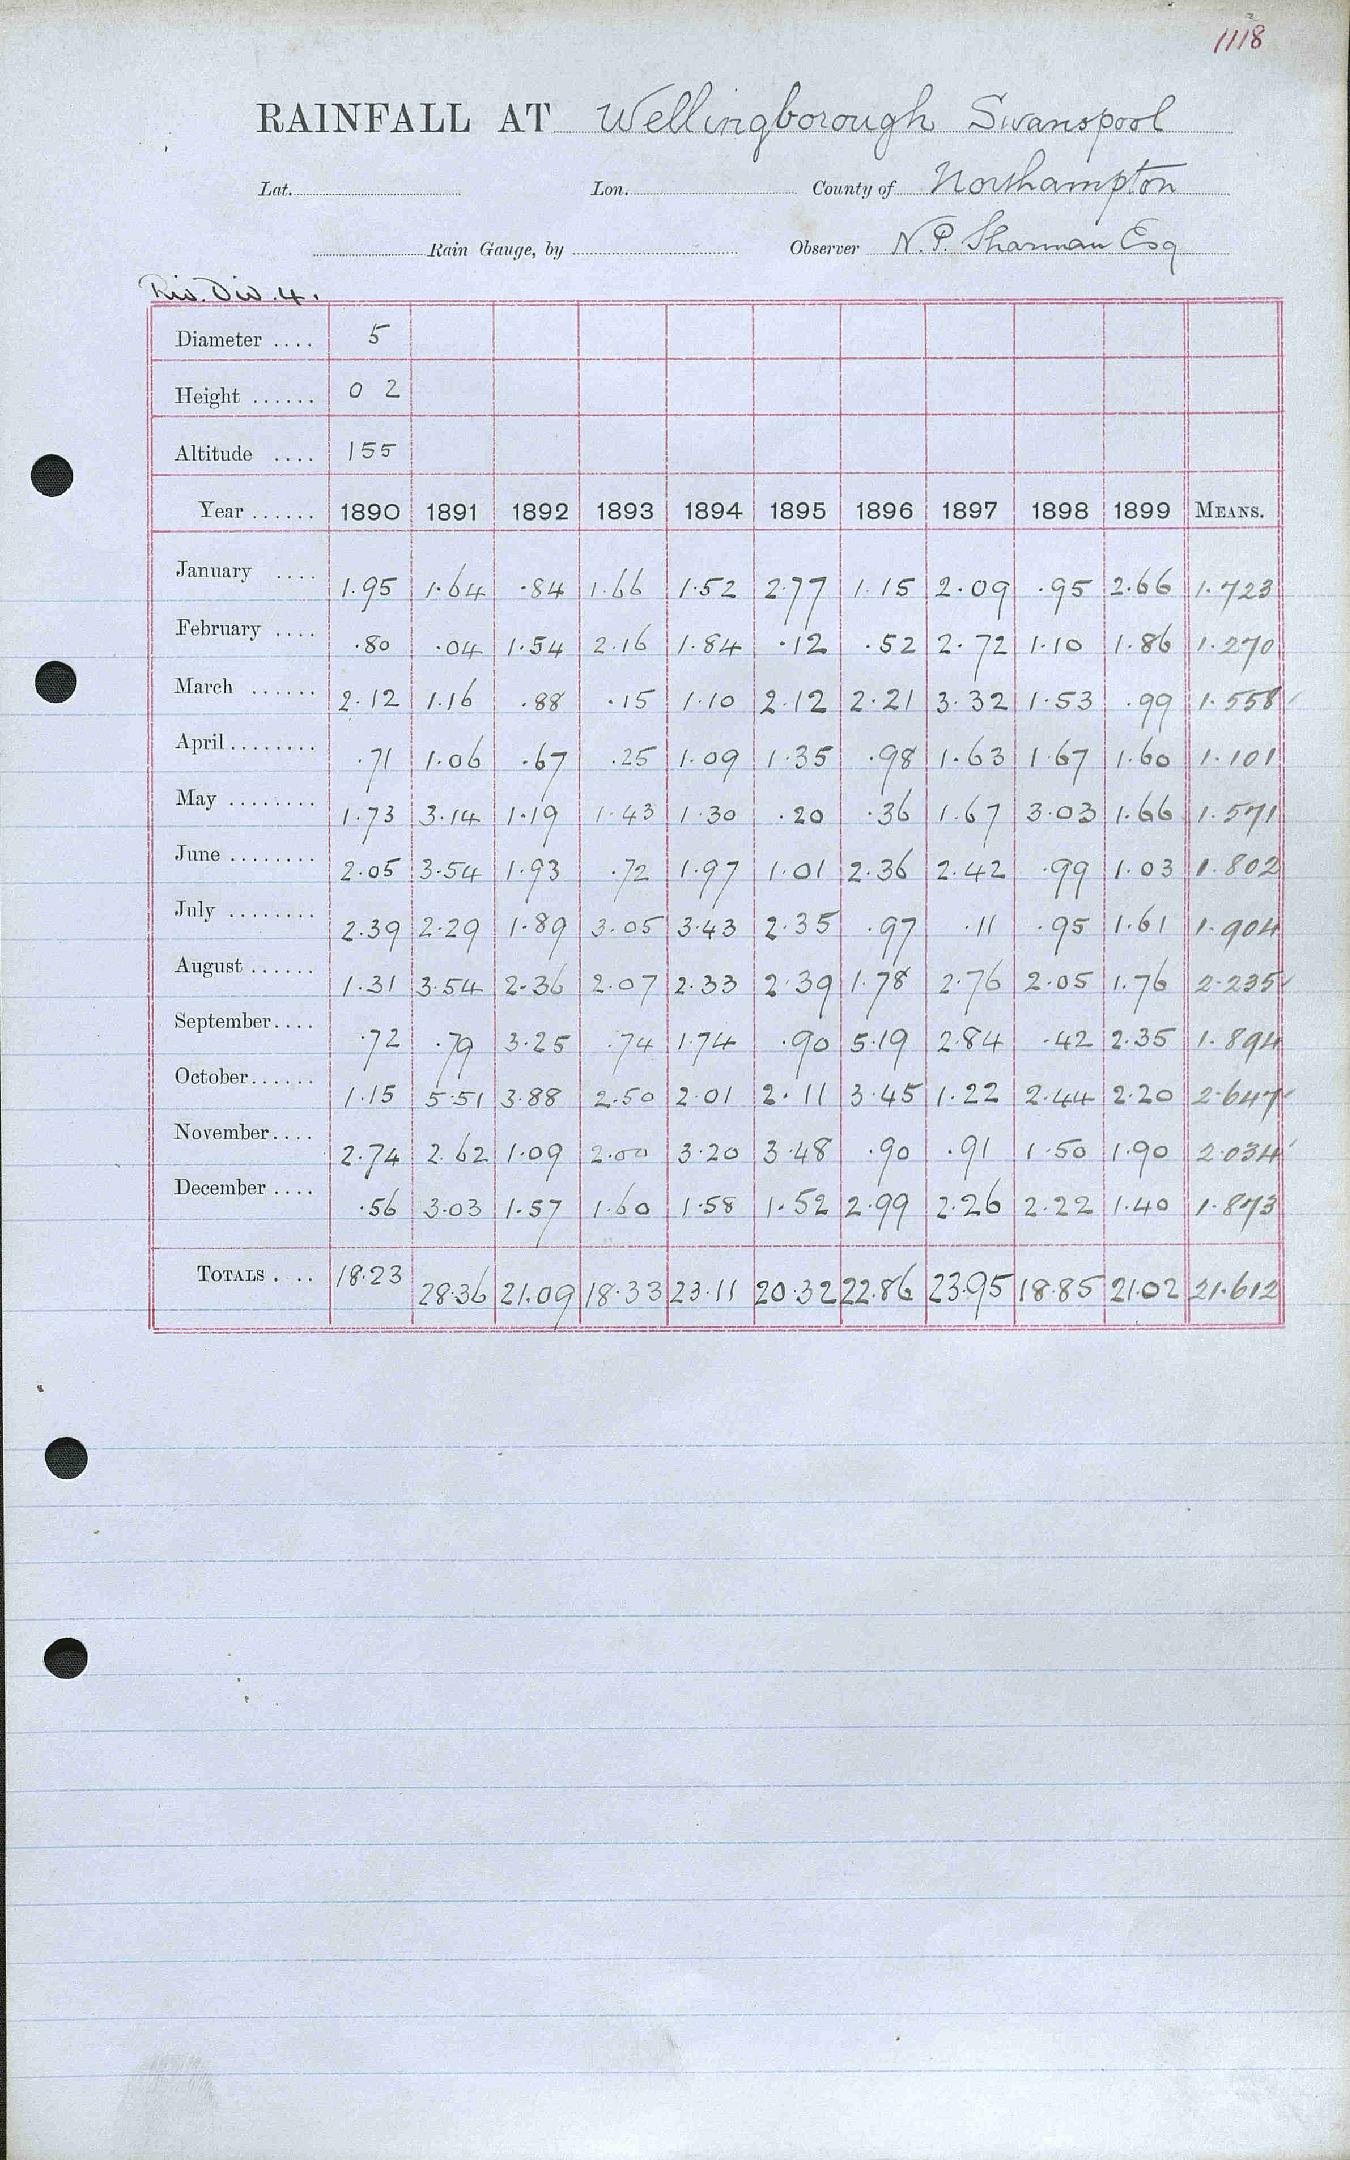 1118
RAINFALL AT Wellingborough Swanspool
Lat. Lon. County of Northampton
Rain Gauge, by Observer N. P. Sharman Esq
Riv. Div. 4.
Diameter .... 5
Height ...... 0 2
Altitude .... 155
Year ...... 1890 1891 1892 1893 1894 1895 1896 1897 1898 1899 MEANS.
January .... 1.95 1.64 .84 1.66 1.52 2.77 1.15 2.09 .95 2.66 1.723
February .... .80 .04 1.54 2.16 1.84 .12 .52 2.72 1.10 1.86 1.270
March ...... 2.12 1.16 .88 .15 1.10 2.12 2.21 3.32 1.53 .99 1.558
April ........ .71 1.06 .67 .25 1.09 1.35 .98 1.63 1.67 1.60 1.101
May ........ 1.73 3.14 1.19 1.43 1.30 .20 .36 1.67 3.03 1.66 1.571
June ........ 2.05 3.54 1.93 .72 1.97 1.01 2.36 2.42 .99 1.03 1.802
July ........ 2.39 2.29 1.89 3.05 3.43 2.35 .97 .11 .95 1.61 1.904
August ...... 1.31 3.54 2.36 2.07 2.33 2.39 1.78 2.76 2.05 1.76 2.235
September .... .72 .79 3.25 .74 1.74 .90 5.19 2.84 .42 2.35 1.894
October ...... 1.15 5.51 3.88 2.50 2.01 2.11 3.45 1.22 2.44 2.20 2.647
November .... 2.74 2.62 1.09 2.00 3.20 3.48 .90 .91 1.50 1.90 2.034
December .... .56 3.03 1.57 1.60 1.58 1.52 2.99 2.26 2.22 1.40 1.873
TOTALS . .. 18.23 28.36 21.09 18.33 23.11 20.32 22.86 23.95 18.85 21.02 21.612